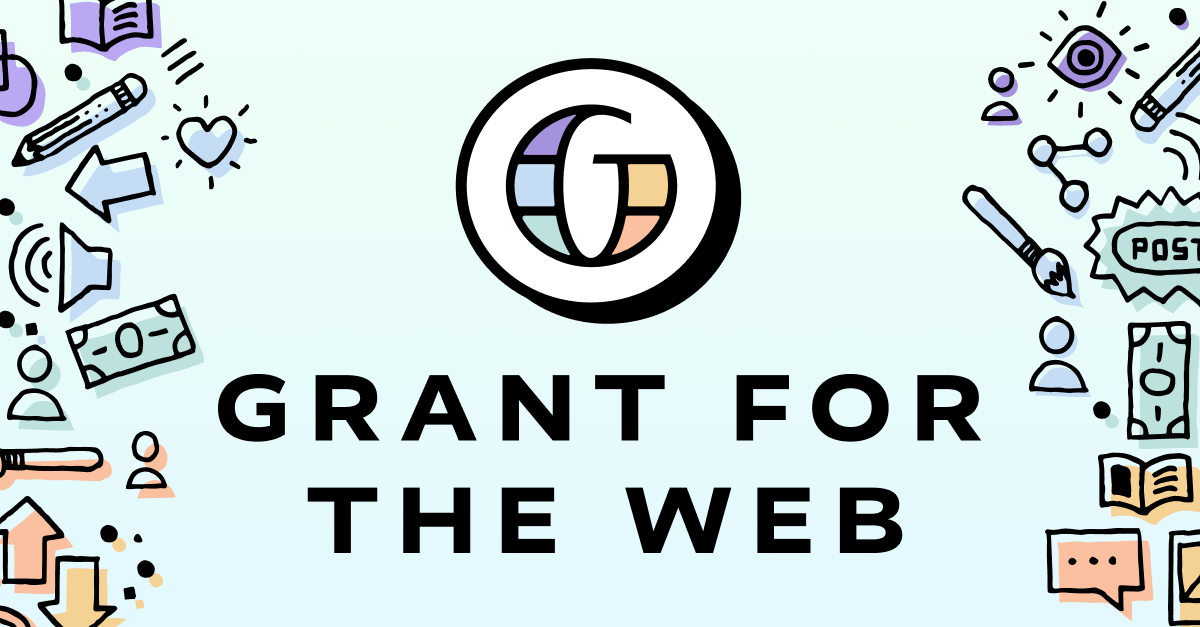 G
POST
GRANT FOR
THE WEB